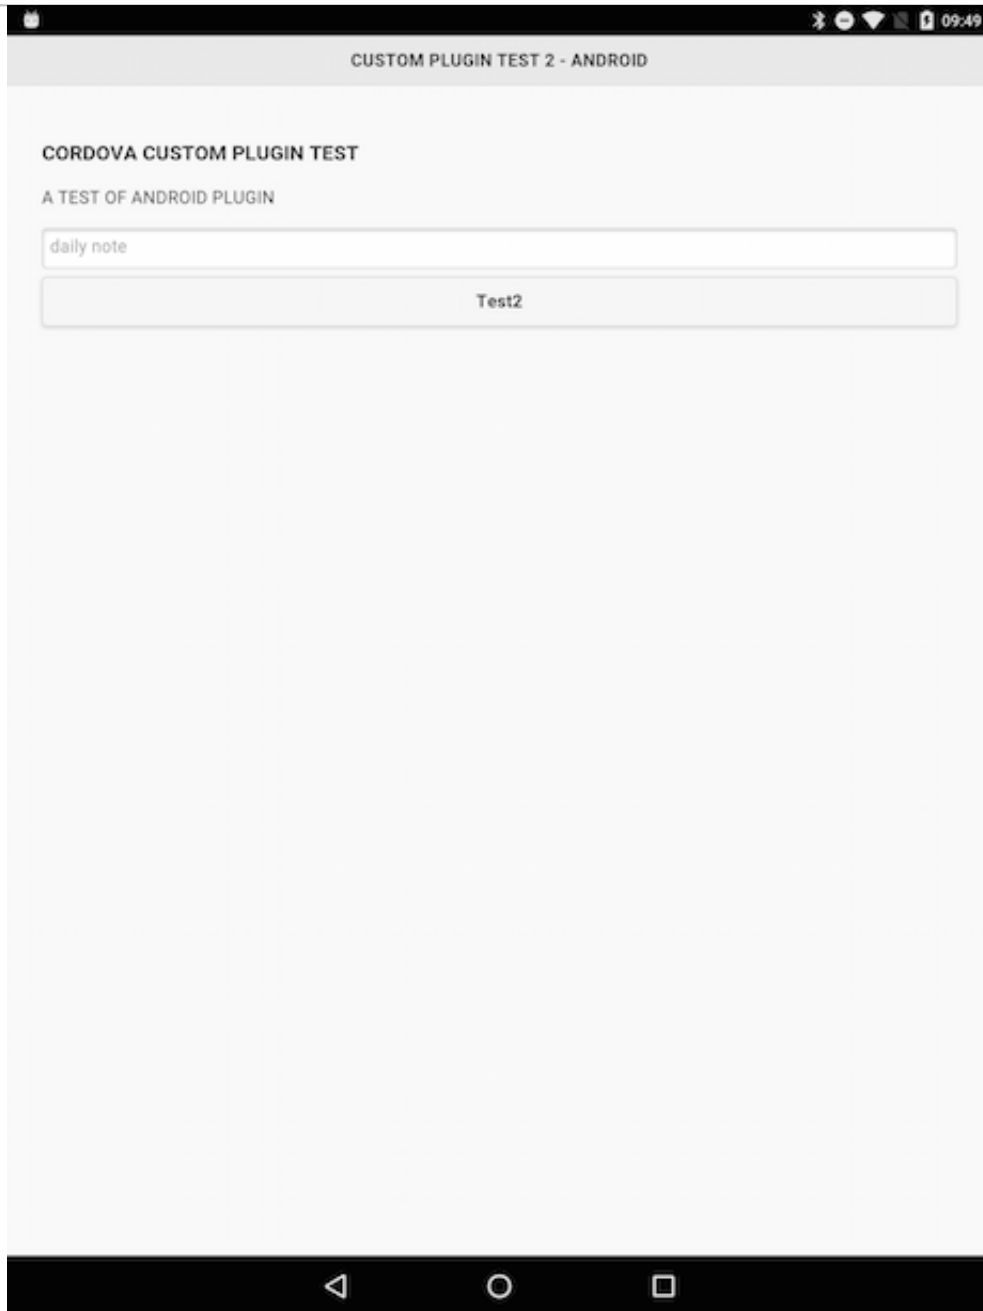 09:49
CUSTOM PLUGIN TEST 2 - ANDROID
CORDOVA CUSTOM PLUGIN TEST
A TEST OF ANDROID PLUGIN
daily note
Test2